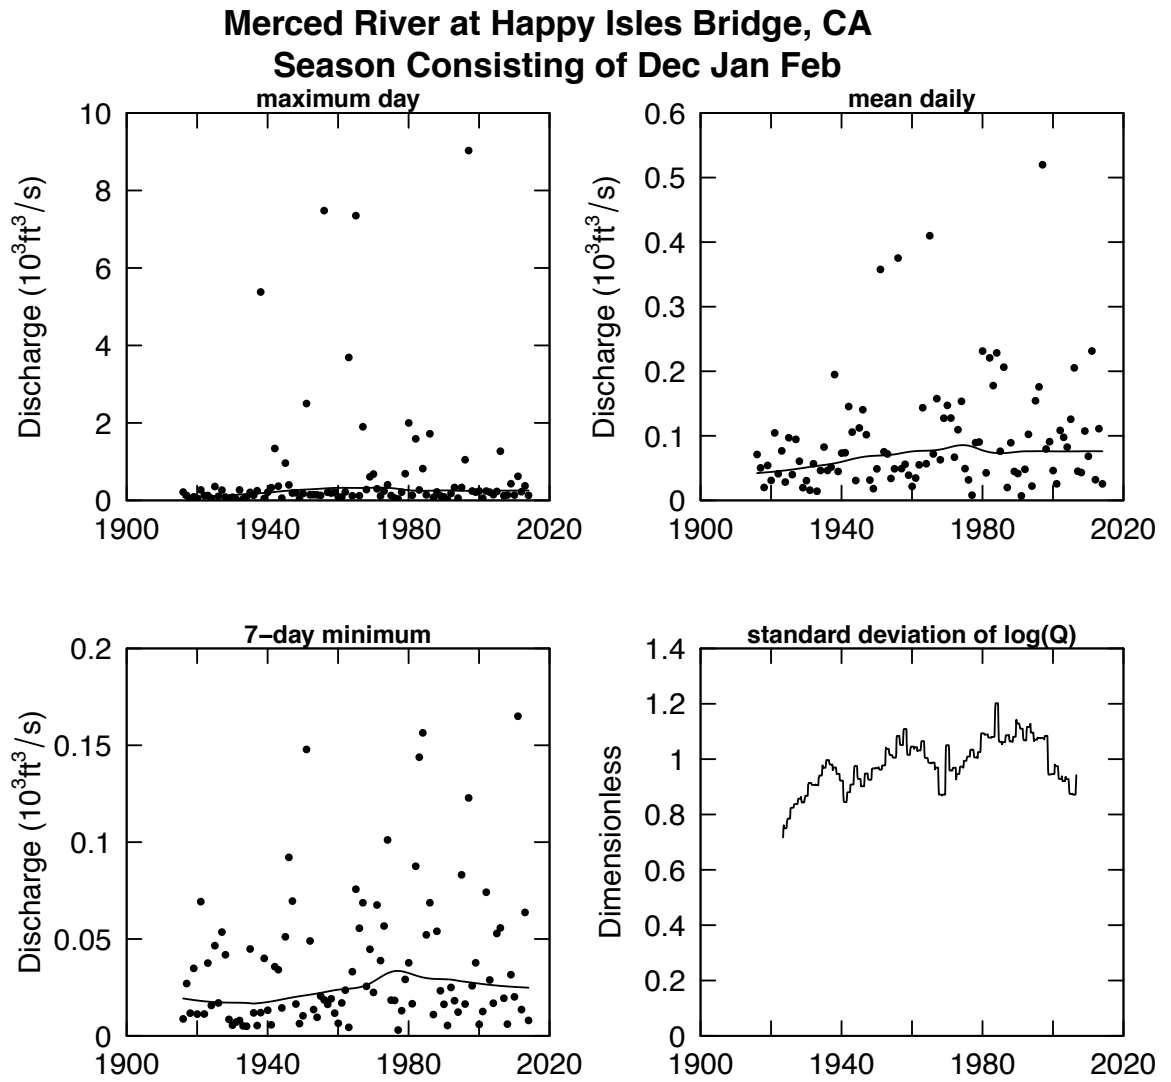 Merced River at Happy Isles Bridge, CA
Season Consisting of Dec Jan Feb
maximum day
Discharge (10³ft³/s)
10
8
6
4
2
0
1900 1940 1980 2020
mean daily
Discharge (10³ft³/s)
0.6
0.5
0.4
0.3
0.2
0.1
0
1900 1940 1980 2020
7−day minimum
Discharge (10³ft³/s)
0.2
0.15
0.1
0.05
0
1900 1940 1980 2020
standard deviation of log(Q)
Dimensionless
1.4
1.2
1
0.8
0.6
0.4
0.2
0
1900 1940 1980 2020